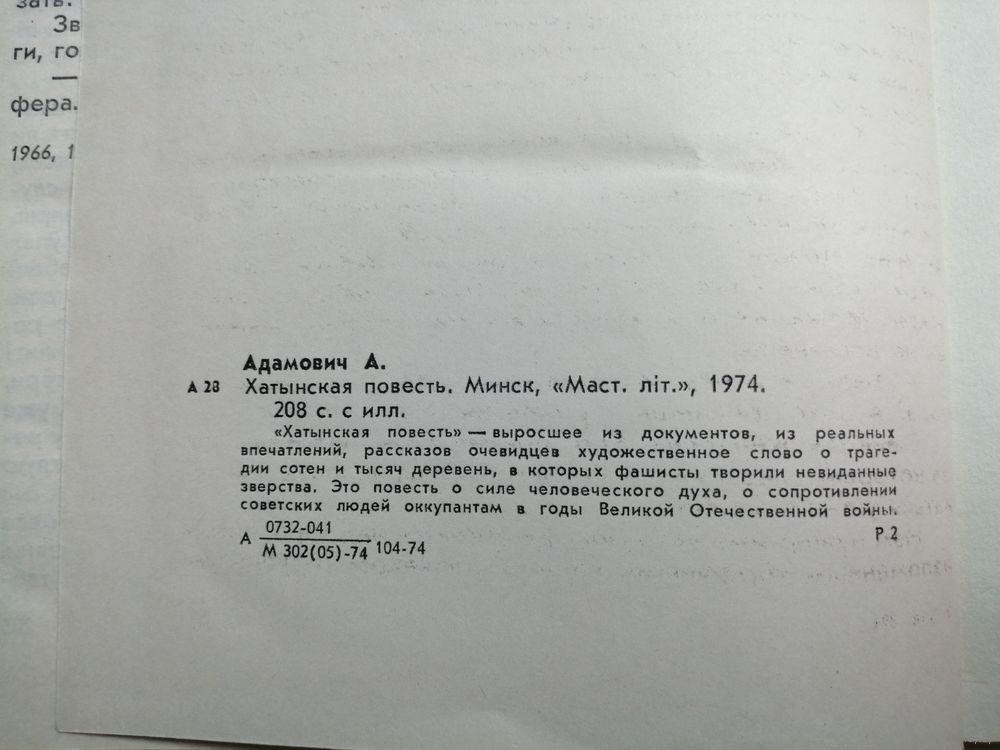 зать.
Зв
ги, го
—
фера.
1966, 1
Адамович А.
А 28 Хатынская повесть. Минск, «Маст. літ.», 1974.
208 с. с илл.
«Хатынская повесть» — выросшее из документов, из реальных
впечатлений, рассказов очевидцев художественное слово о траге-
дии сотен и тысяч деревень, в которых фашисты творили невиданные
зверства. Это повесть о силе человеческого духа, о сопротивлении
советских людей оккупантам в годы Великой Отечественной войны.
А 0732-041
М 302(05)-74 104-74
Р 2